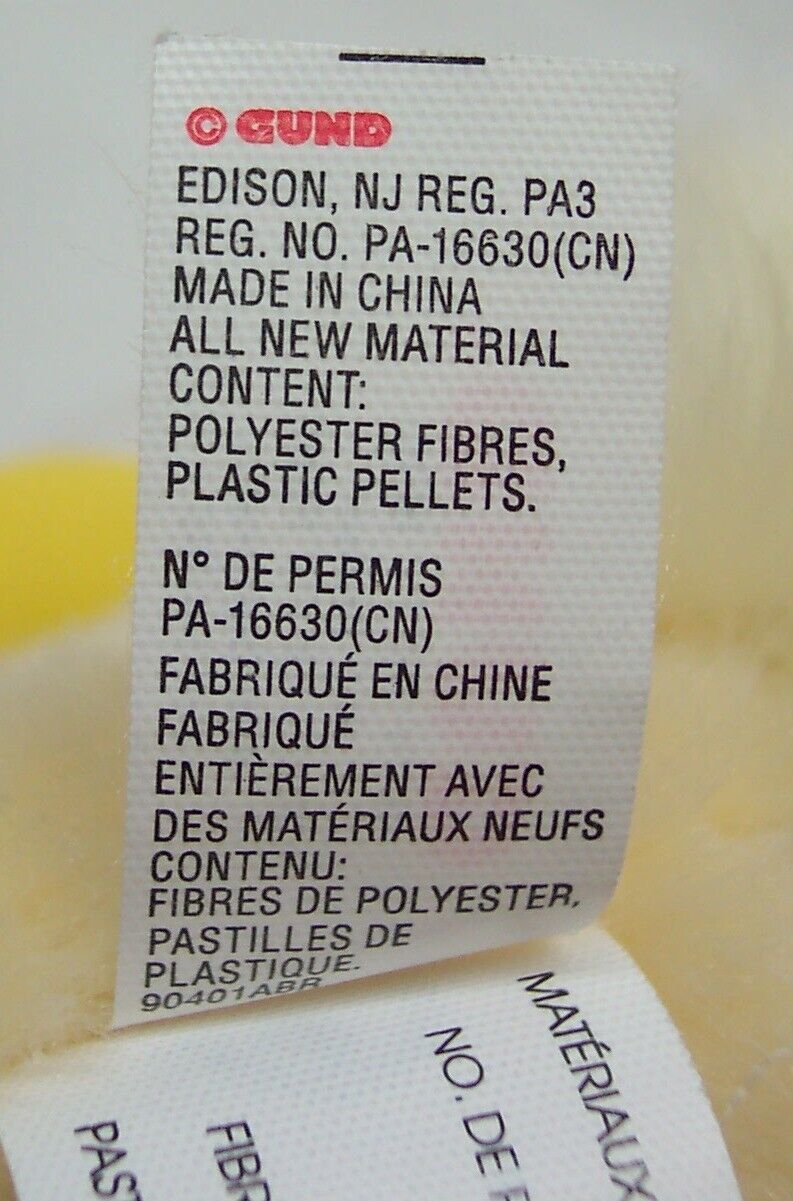 © GUND
EDISON, NJ REG. PA3
REG. NO. PA-16630(CN)
MADE IN CHINA
ALL NEW MATERIAL
CONTENT:
POLYESTER FIBRES,
PLASTIC PELLETS.
N° DE PERMIS
PA-16630(CN)
FABRIQUÉ EN CHINE
FABRIQUÉ
ENTIÈREMENT AVEC
DES MATÉRIAUX NEUFS
CONTENU:
FIBRES DE POLYESTER,
PASTILLES DE
PLASTIQUE.
90401ABR
MATÉRIAUX
NO. DE